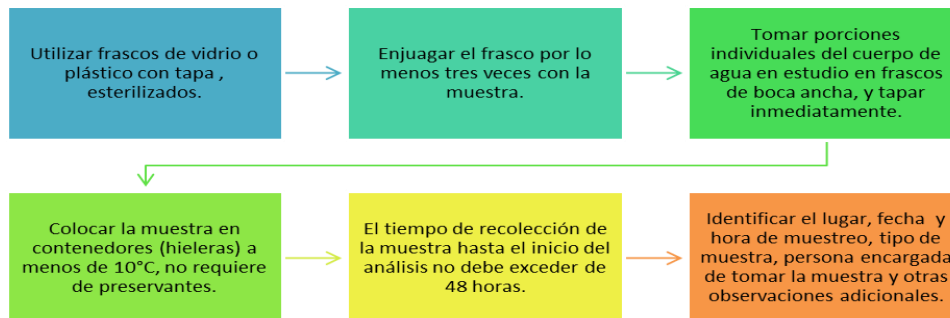 Utilizar frascos de vidrio o
plástico con tapa ,
esterilizados.
Enjuagar el frasco por lo
menos tres veces con la
muestra.
Tomar porciones
individuales del cuerpo de
agua en estudio en frascos
de boca ancha, y tapar
inmediatamente.
Colocar la muestra en
contenedores (hieleras) a
menos de 10°C, no requiere
de preservantes.
El tiempo de recolección de
la muestra hasta el inicio del
análisis no debe exceder de
48 horas.
Identificar el lugar, fecha y
hora de muestreo, tipo de
muestra, persona encargada
de tomar la muestra y otras
observaciones adicionales.